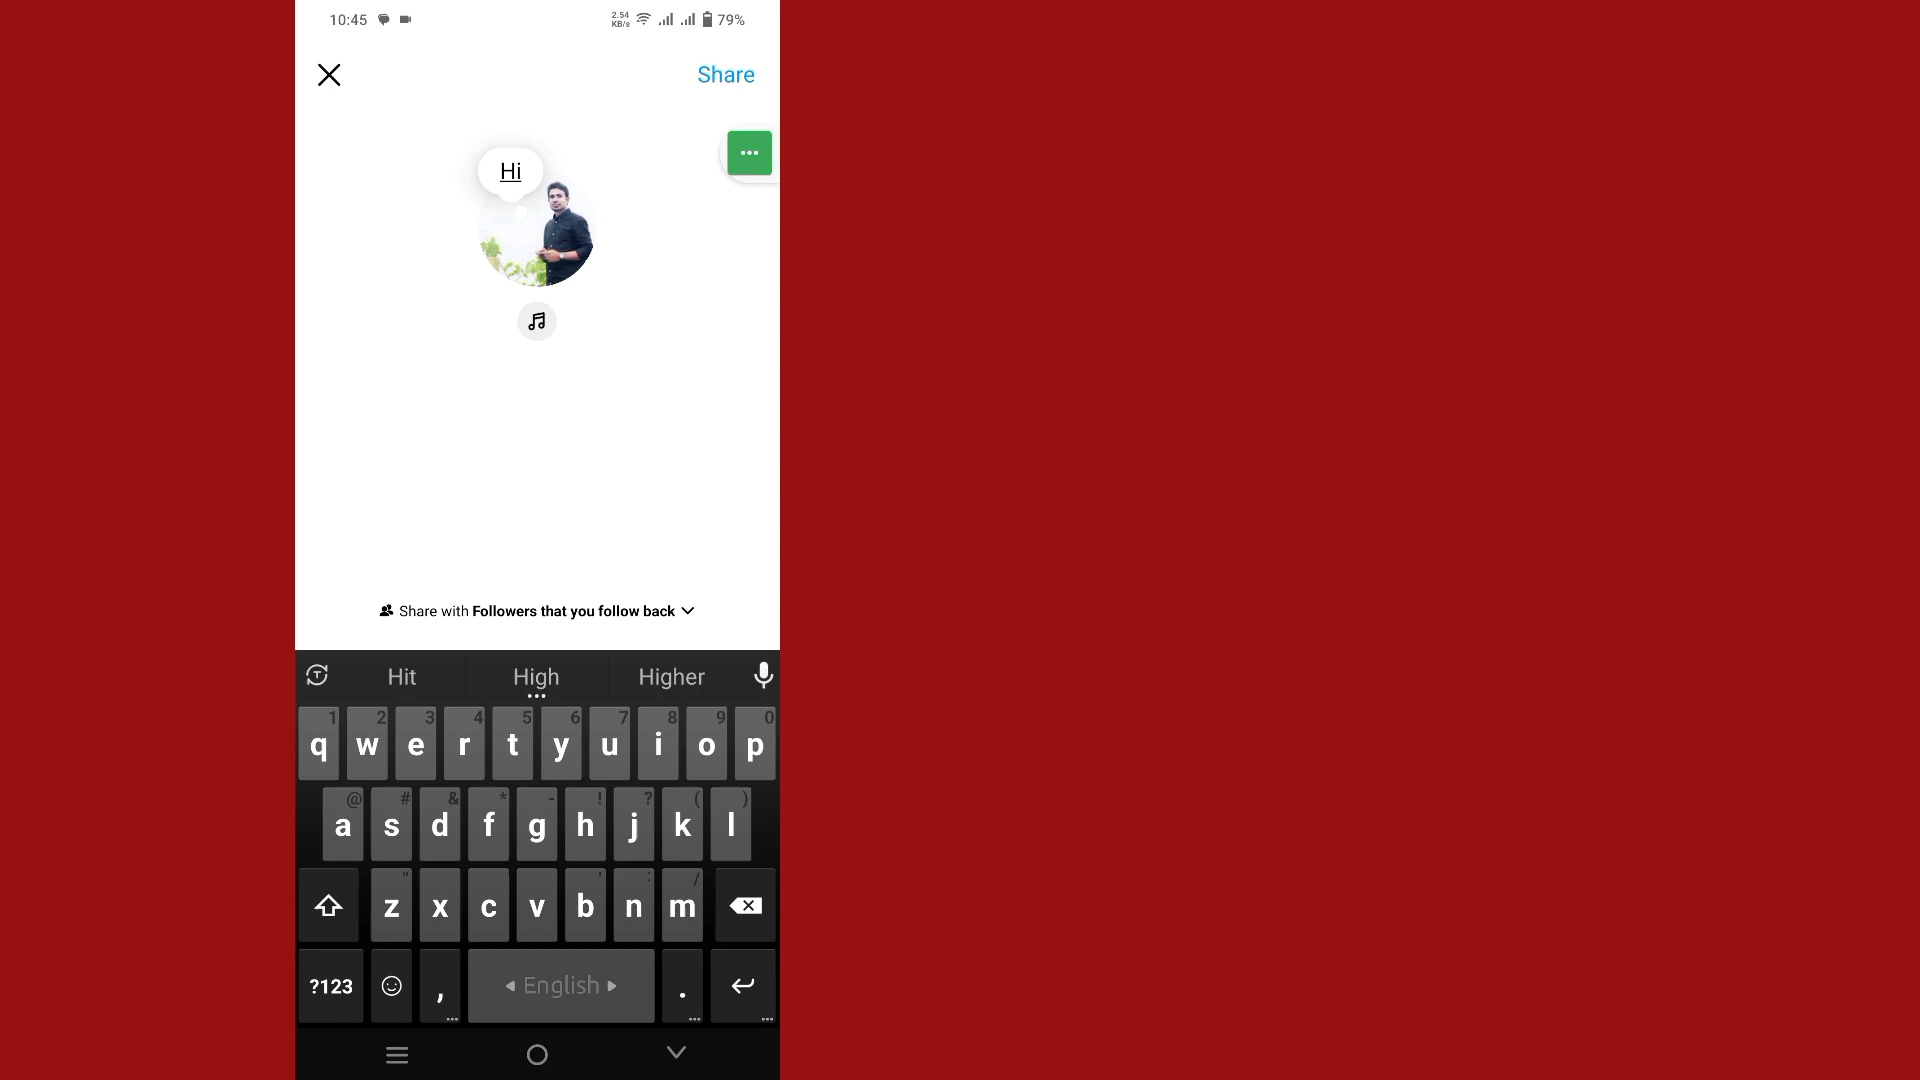 10:45 2.54 KB/s 79%
Share
Hi
Share with Followers that you follow back
Hit High Higher
1 2 3 4 5 6 7 8 9 0
q w e r t y u i o p
@ # & * - ! ? ( )
a s d f g h j k l
" ' : /
z x c v b n m
?123 , English .